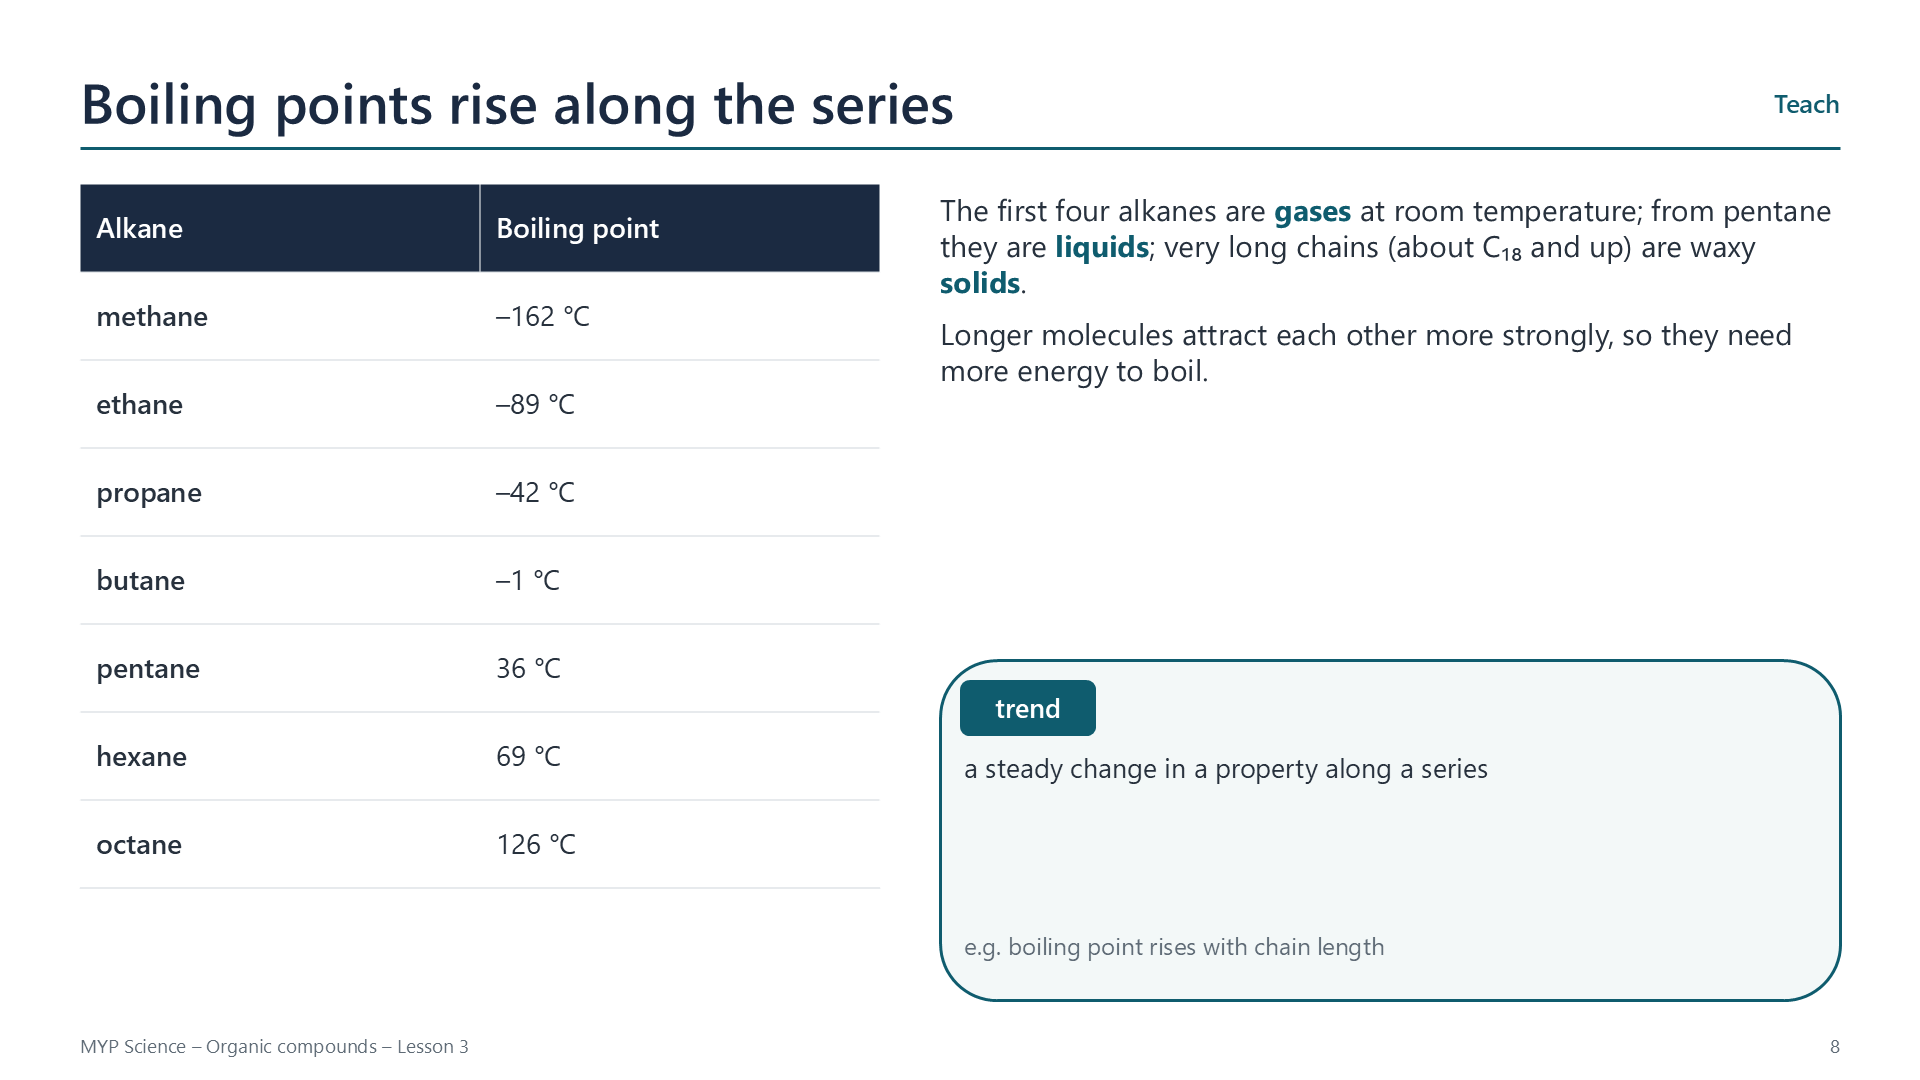 Boiling points rise along the series
Teach
Alkane Boiling point
methane –162 °C
ethane –89 °C
propane –42 °C
butane –1 °C
pentane 36 °C
hexane 69 °C
octane 126 °C
The first four alkanes are gases at room temperature; from pentane
they are liquids; very long chains (about C₁₈ and up) are waxy
solids.
Longer molecules attract each other more strongly, so they need
more energy to boil.
trend
a steady change in a property along a series
e.g. boiling point rises with chain length
MYP Science – Organic compounds – Lesson 3
8